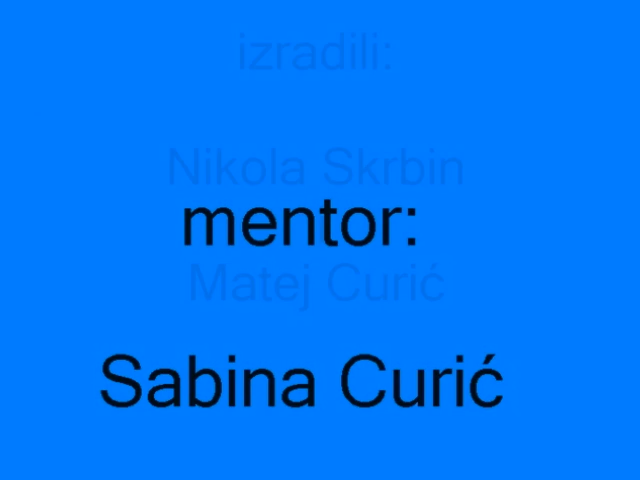 izradili:
Nikola Skrbin
mentor:
Matej Curić
Sabina Curić